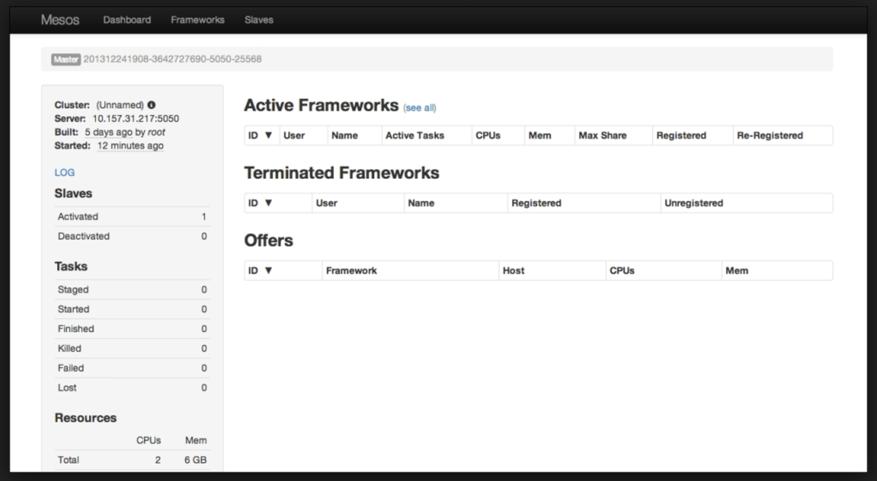 Mesos Dashboard Frameworks Slaves
Master 201312241908-3642727690-5050-25568
Cluster: (Unnamed)
Server: 10.157.31.217:5050
Built: 5 days ago by root
Started: 12 minutes ago
LOG
Slaves
Activated 1
Deactivated 0
Tasks
Staged 0
Started 0
Finished 0
Killed 0
Failed 0
Lost 0
Resources
CPUs Mem
Total 2 6 GB
Active Frameworks (see all)
ID ▼ User Name Active Tasks CPUs Mem Max Share Registered Re-Registered
Terminated Frameworks
ID ▼ User Name Registered Unregistered
Offers
ID ▼ Framework Host CPUs Mem